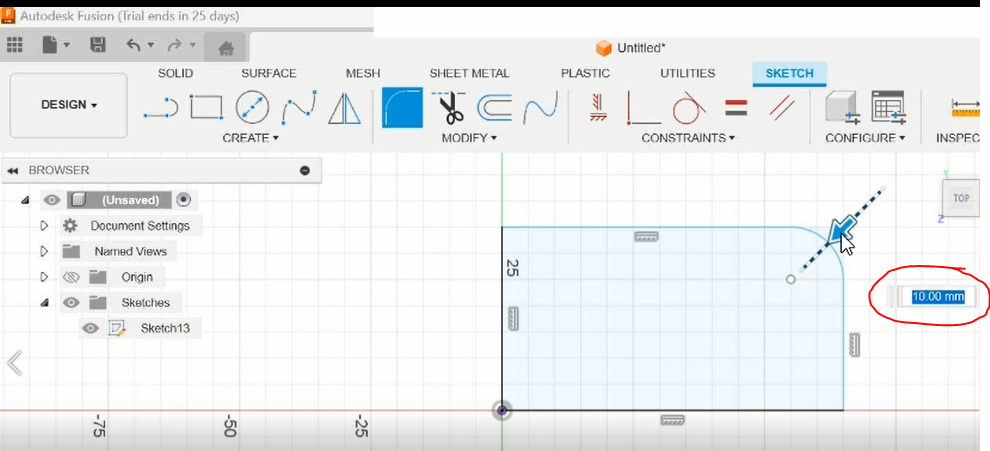 Autodesk Fusion (Trial ends in 25 days)
Untitled*
SOLID SURFACE MESH SHEET METAL PLASTIC UTILITIES SKETCH
DESIGN
CREATE MODIFY CONSTRAINTS CONFIGURE INSPEC
BROWSER
(Unsaved)
Document Settings
Named Views
Origin
Sketches
Sketch13
TOP
Y
Z
25
10.00 mm
-75 -50 -25